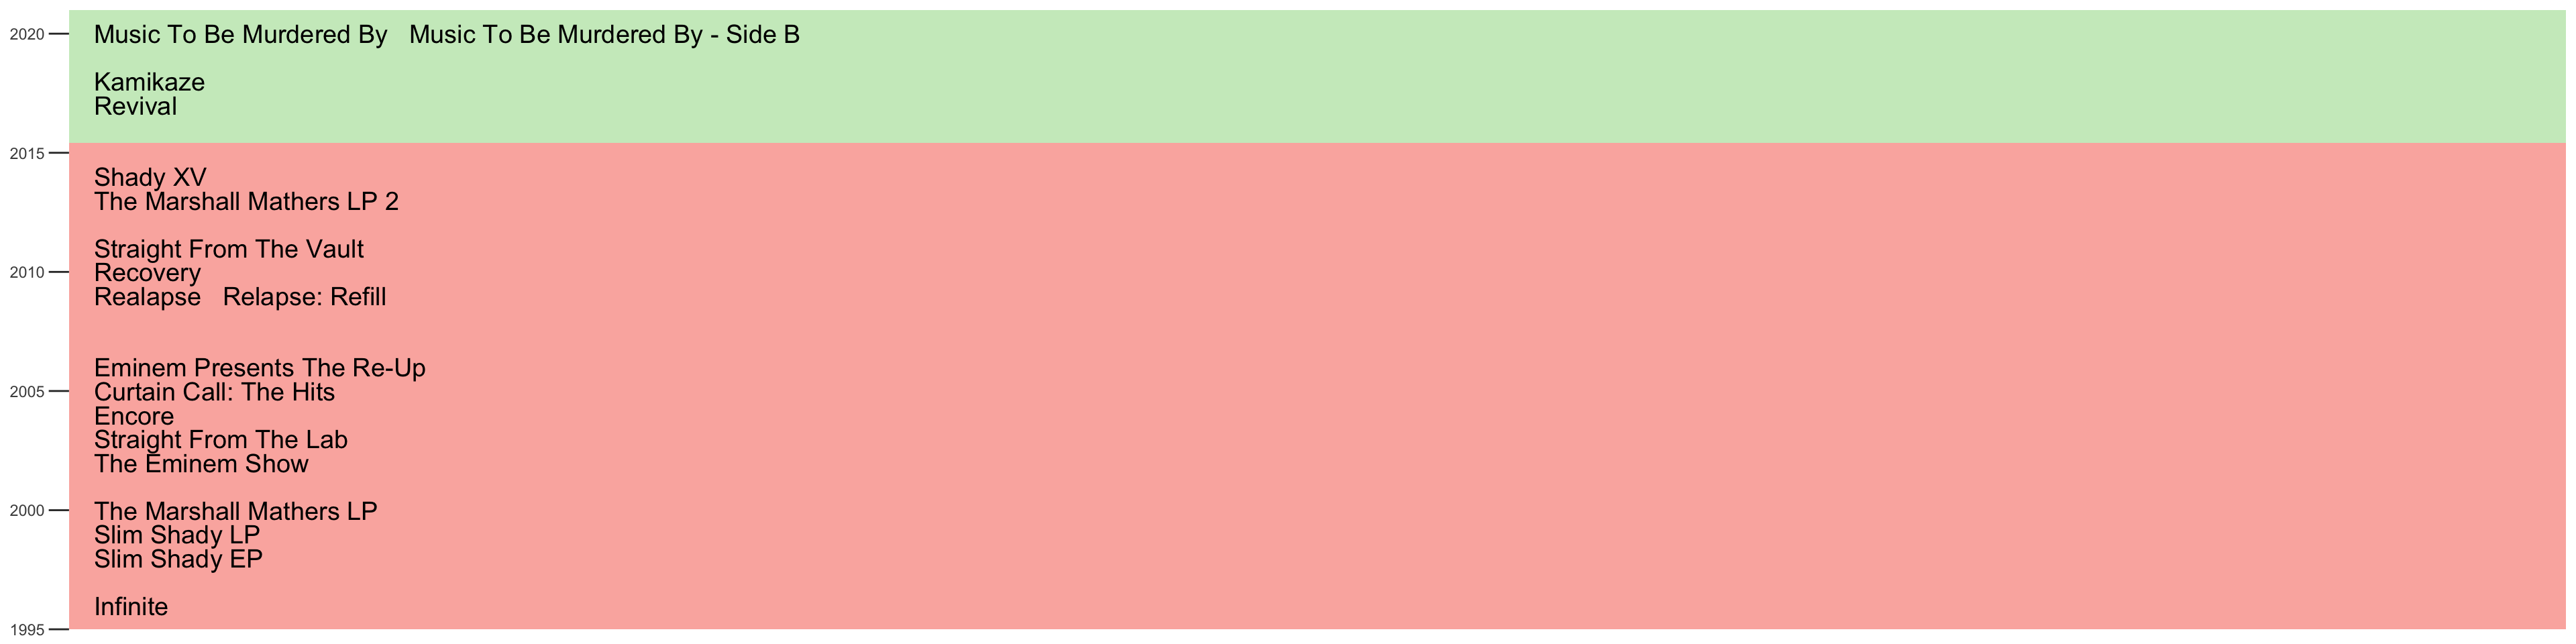 2020 Music To Be Murdered By Music To Be Murdered By - Side B
Kamikaze
Revival
2015
Shady XV
The Marshall Mathers LP 2
Straight From The Vault
2010 Recovery
Realapse Relapse: Refill
Eminem Presents The Re-Up
2005 Curtain Call: The Hits
Encore
Straight From The Lab
The Eminem Show
2000 The Marshall Mathers LP
Slim Shady LP
Slim Shady EP
Infinite
1995